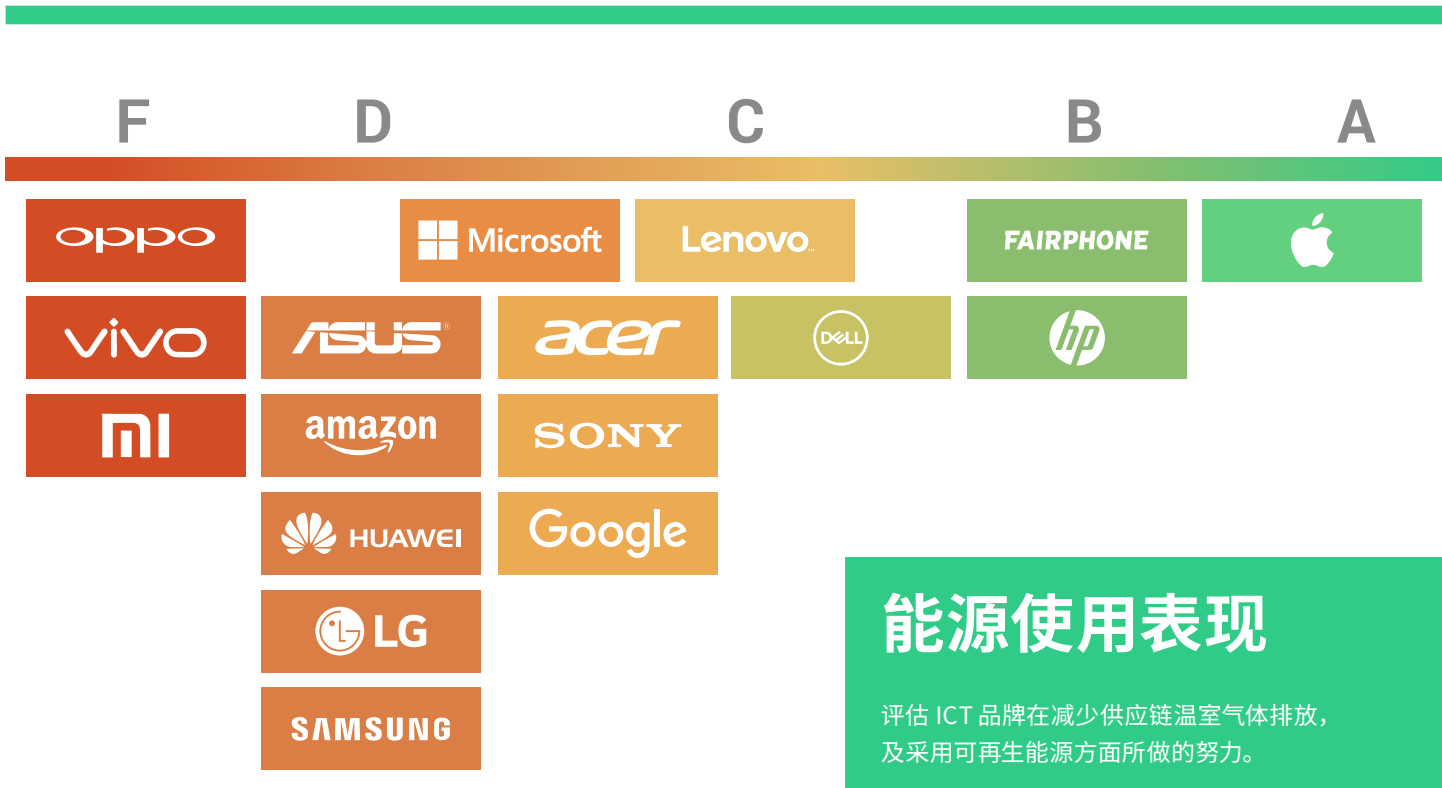 F D C B A
oppo Microsoft Lenovo™ FAIRPHONE
vivo ASUS® acer DELL hp
MI amazon SONY
HUAWEI Google
LG
SAMSUNG
能源使用表现
评估 ICT 品牌在减少供应链温室气体排放，
及采用可再生能源方面所做的努力。